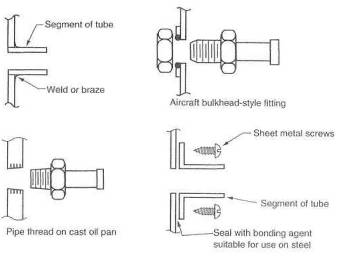 Segment of tube
Weld or braze
Aircraft bulkhead-style fitting
Pipe thread on cast oil pan
Sheet metal screws
Segment of tube
Seal with bonding agent
suitable for use on steel